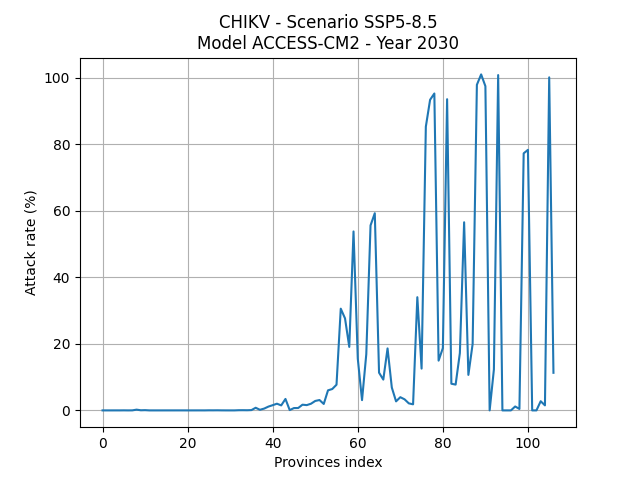 CHIKV - Scenario SSP5-8.5
Model ACCESS-CM2 - Year 2030
Attack rate (%)
100
80
60
40
20
0
0 20 40 60 80 100
Provinces index